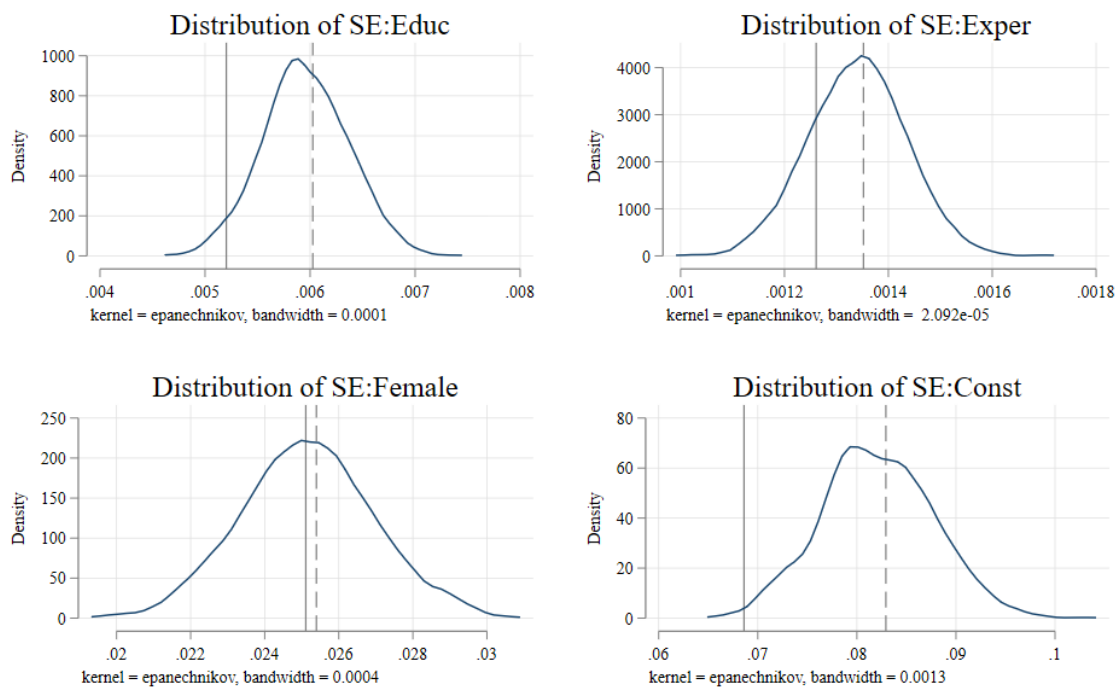 Distribution of SE:Educ
Density
1000
800
600
400
200
0
.004 .005 .006 .007 .008
kernel = epanechnikov, bandwidth = 0.0001
Distribution of SE:Exper
Density
4000
3000
2000
1000
0
.001 .0012 .0014 .0016 .0018
kernel = epanechnikov, bandwidth = 2.092e-05
Distribution of SE:Female
Density
250
200
150
100
50
0
.02 .022 .024 .026 .028 .03
kernel = epanechnikov, bandwidth = 0.0004
Distribution of SE:Const
Density
80
60
40
20
0
.06 .07 .08 .09 .1
kernel = epanechnikov, bandwidth = 0.0013